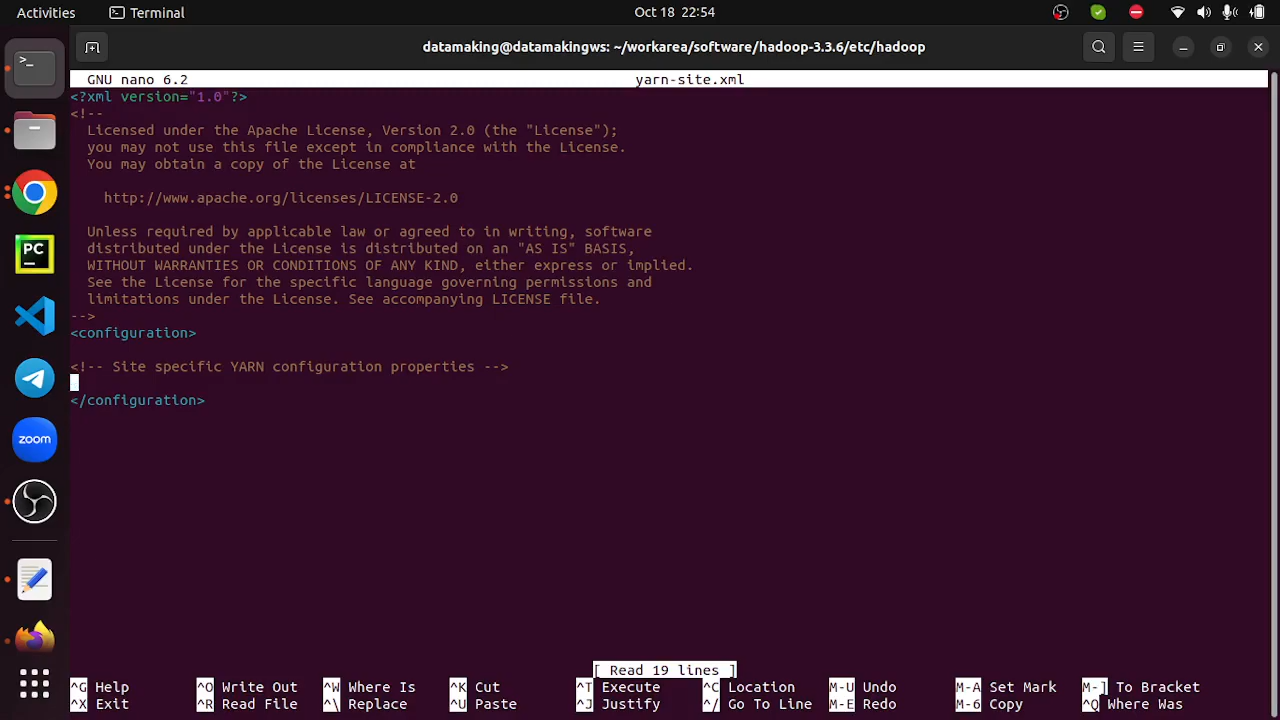 Activities Terminal Oct 18 22:54
datamaking@datamakingws: ~/workarea/software/hadoop-3.3.6/etc/hadoop
GNU nano 6.2 yarn-site.xml
<?xml version="1.0"?>
<!--
Licensed under the Apache License, Version 2.0 (the "License");
you may not use this file except in compliance with the License.
You may obtain a copy of the License at
http://www.apache.org/licenses/LICENSE-2.0
Unless required by applicable law or agreed to in writing, software
distributed under the License is distributed on an "AS IS" BASIS,
WITHOUT WARRANTIES OR CONDITIONS OF ANY KIND, either express or implied.
See the License for the specific language governing permissions and
limitations under the License. See accompanying LICENSE file.
-->
<configuration>
<!-- Site specific YARN configuration properties -->
</configuration>
[ Read 19 lines ]
^G Help ^O Write Out ^W Where Is ^K Cut ^T Execute ^C Location M-U Undo M-A Set Mark M-] To Bracket
^X Exit ^R Read File ^\ Replace ^U Paste ^J Justify ^/ Go To Line M-E Redo M-6 Copy ^Q Where Was
PC
zoom